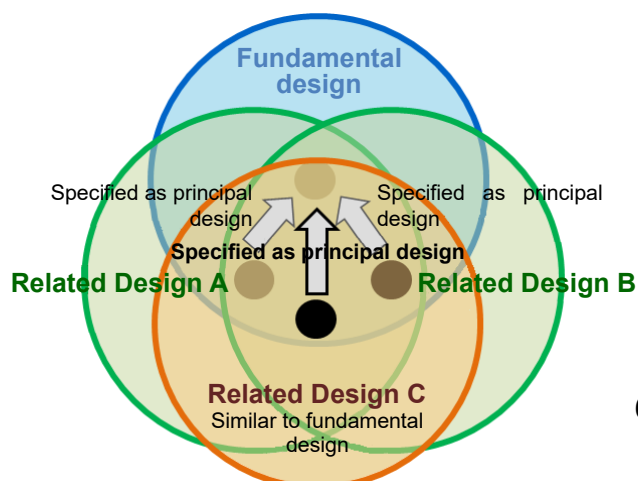 Fundamental
design
Specified as principal
design
Specified as principal
design
Specified as principal design
Related Design A
Related Design B
Related Design C
Similar to fundamental
design